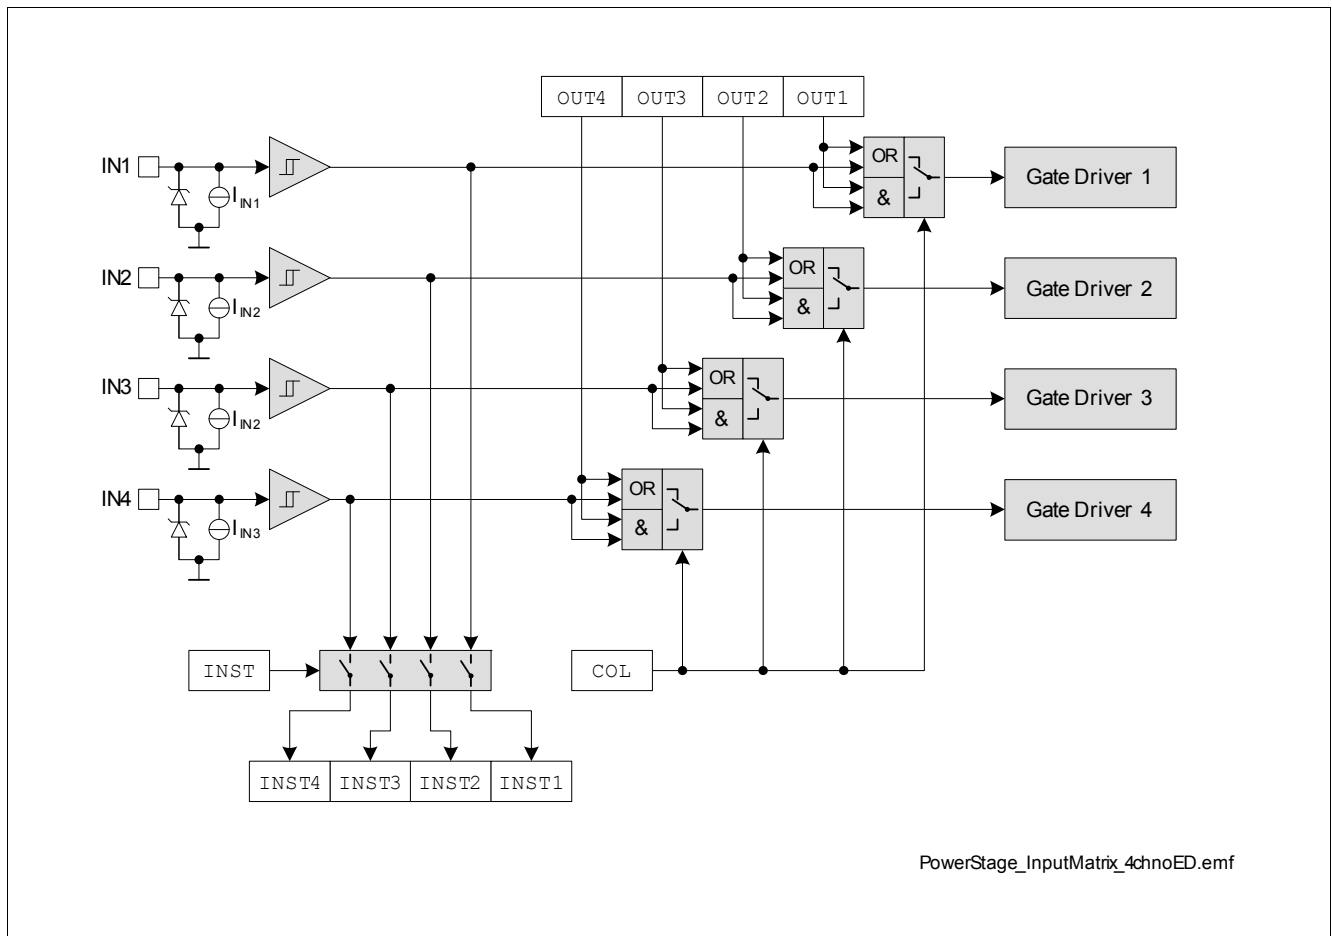 OUT4 OUT3 OUT2 OUT1
IN1
I IN1
OR
&
Gate Driver 1
IN2
I IN2
OR
&
Gate Driver 2
IN3
I IN2
OR
&
Gate Driver 3
IN4
I IN3
OR
&
Gate Driver 4
INST
COL
INST4 INST3 INST2 INST1
PowerStage_InputMatrix_4chnoED.emf